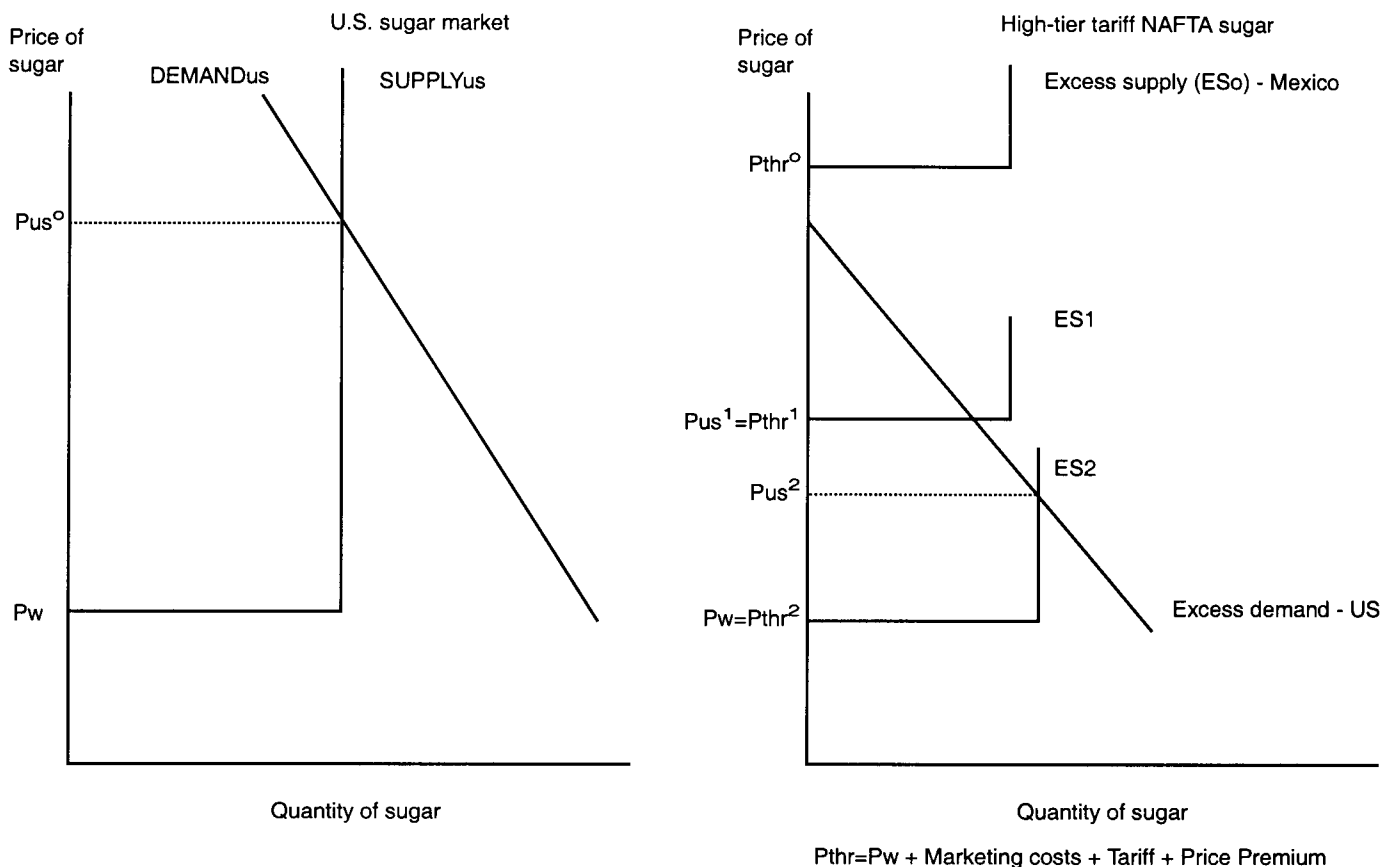 U.S. sugar market
Price of
sugar
DEMANDus
SUPPLYus
Pus⁰
Pw
Quantity of sugar
High-tier tariff NAFTA sugar
Price of
sugar
Excess supply (ESo) - Mexico
Pthr⁰
ES1
Pus¹=Pthr¹
ES2
Pus²
Pw=Pthr²
Excess demand - US
Quantity of sugar
Pthr=Pw + Marketing costs + Tariff + Price Premium